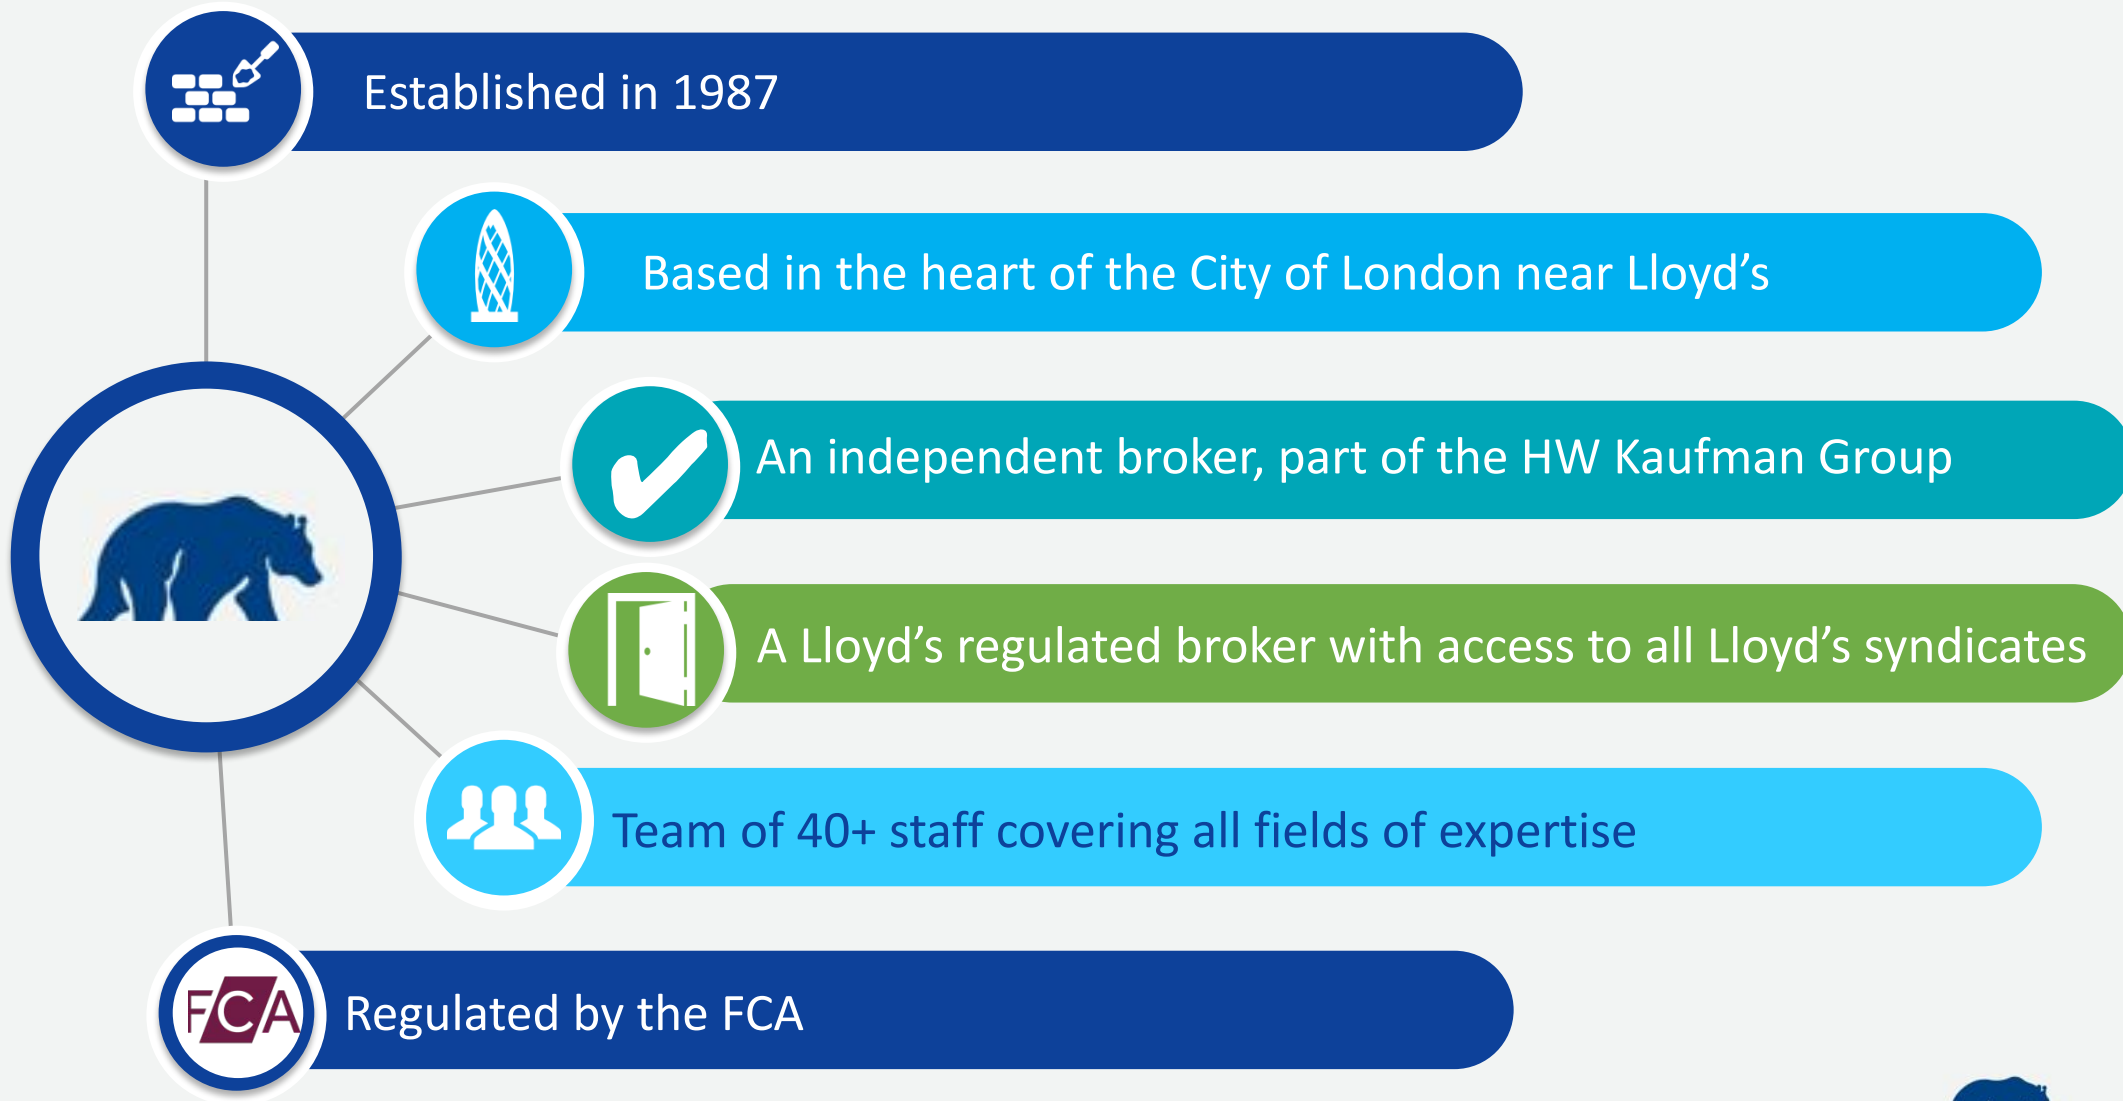 Established in 1987
Based in the heart of the City of London near Lloyd’s
An independent broker, part of the HW Kaufman Group
A Lloyd’s regulated broker with access to all Lloyd’s syndicates
Team of 40+ staff covering all fields of expertise
FCA
Regulated by the FCA